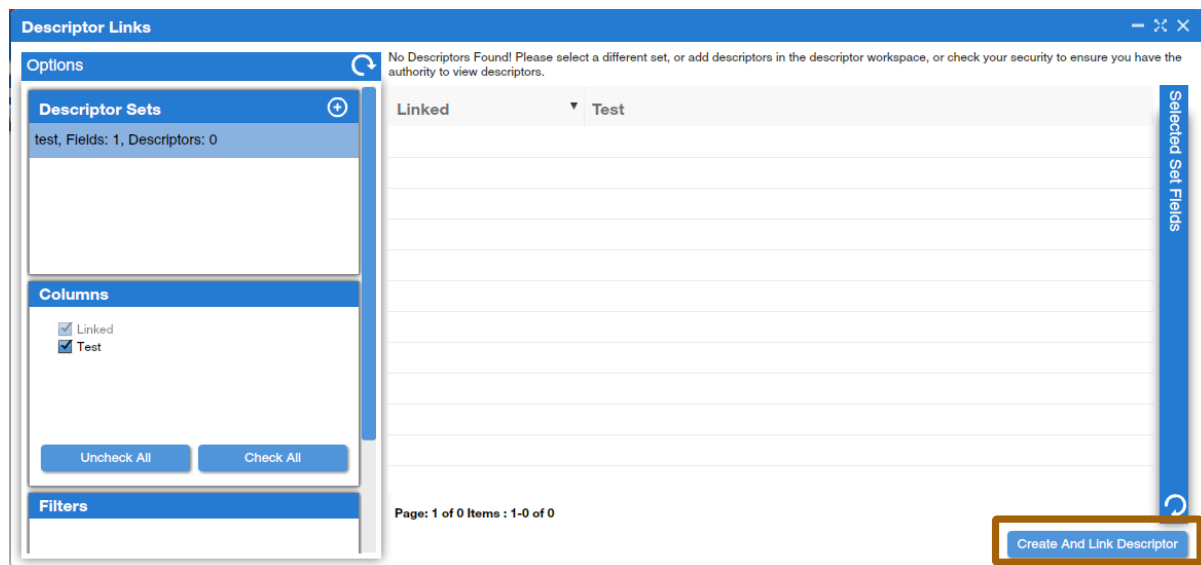 Descriptor Links
Options
Descriptor Sets
test, Fields: 1, Descriptors: 0
Columns
Linked
Test
Uncheck All
Check All
Filters
No Descriptors Found! Please select a different set, or add descriptors in the descriptor workspace, or check your security to ensure you have the
authority to view descriptors.
Linked
Test
Page: 1 of 0 Items : 1-0 of 0
Selected Set Fields
Create And Link Descriptor